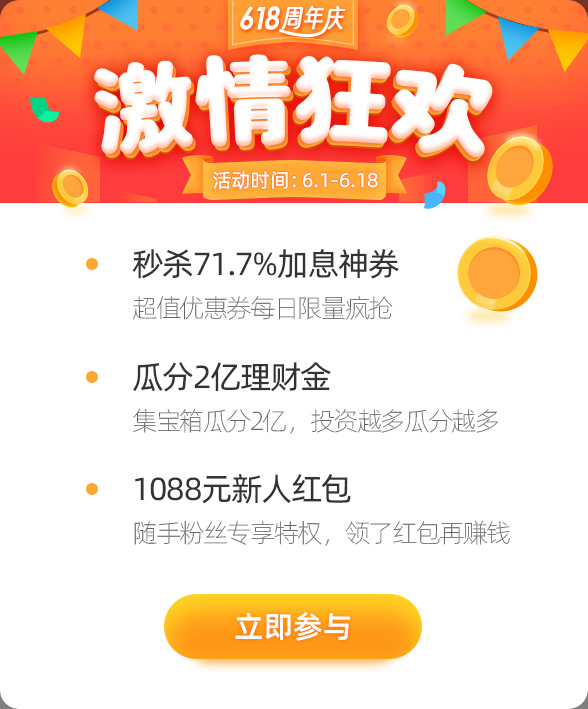 618周年庆
激情狂欢
活动时间：6.1-6.18
秒杀71.7%加息神券
超值优惠券每日限量疯抢
瓜分2亿理财金
集宝箱瓜分2亿，投资越多瓜分越多
1088元新人红包
随手粉丝专享特权，领了红包再赚钱
立即参与